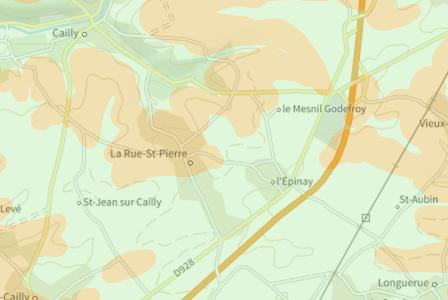 Cailly
le Mesnil Godefroy
Vieux-
La Rue-St-Pierre
l'Épinay
St-Jean sur Cailly
St-Aubin
Levé
D928
Longuerue
-Cailly